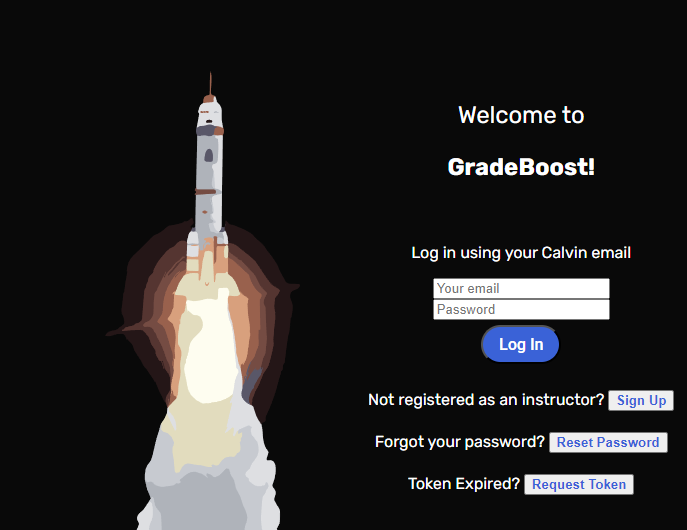 Welcome to
GradeBoost!
Log in using your Calvin email
Your email
Password
Log In
Not registered as an instructor? Sign Up
Forgot your password? Reset Password
Token Expired? Request Token